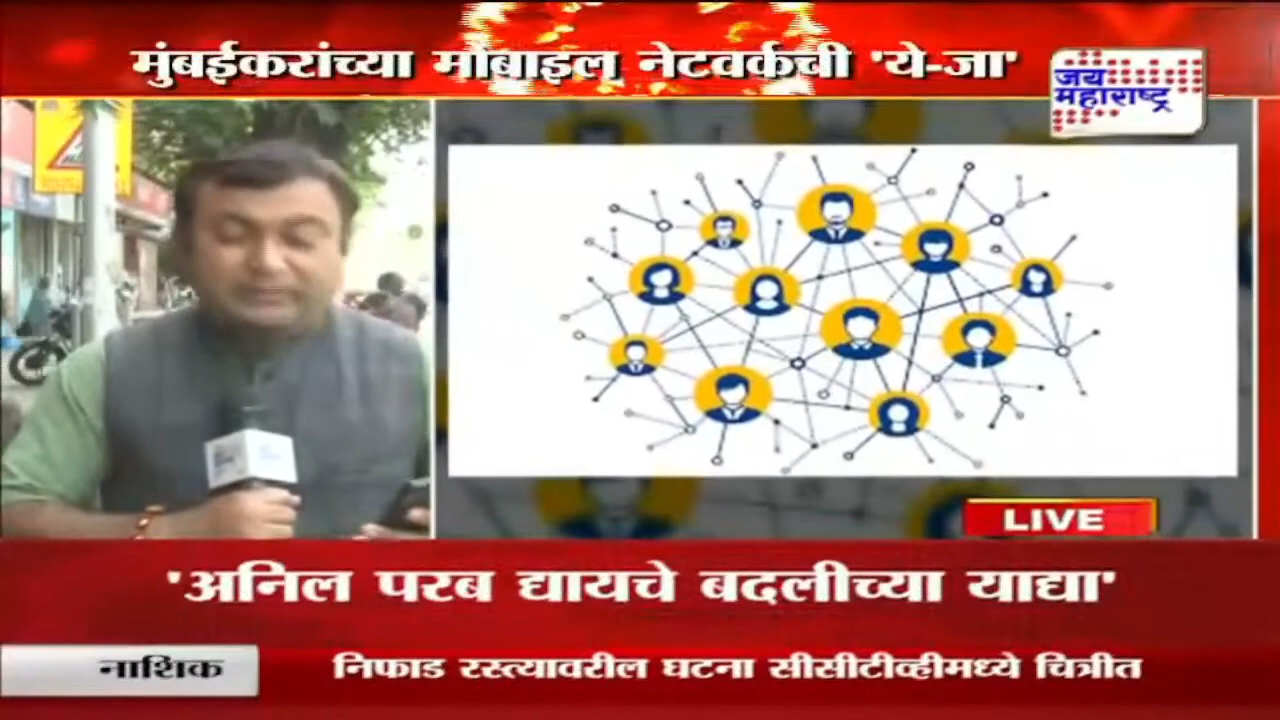 मुंबईकरांच्या मोबाइल नेटवर्कची 'ये-जा'
जय
महाराष्ट्र
LIVE
'अनिल परब द्यायचे बदलीच्या याद्या'
नाशिक
निफाड रस्त्यावरील घटना सीसीटीव्हीमध्ये चित्रीत